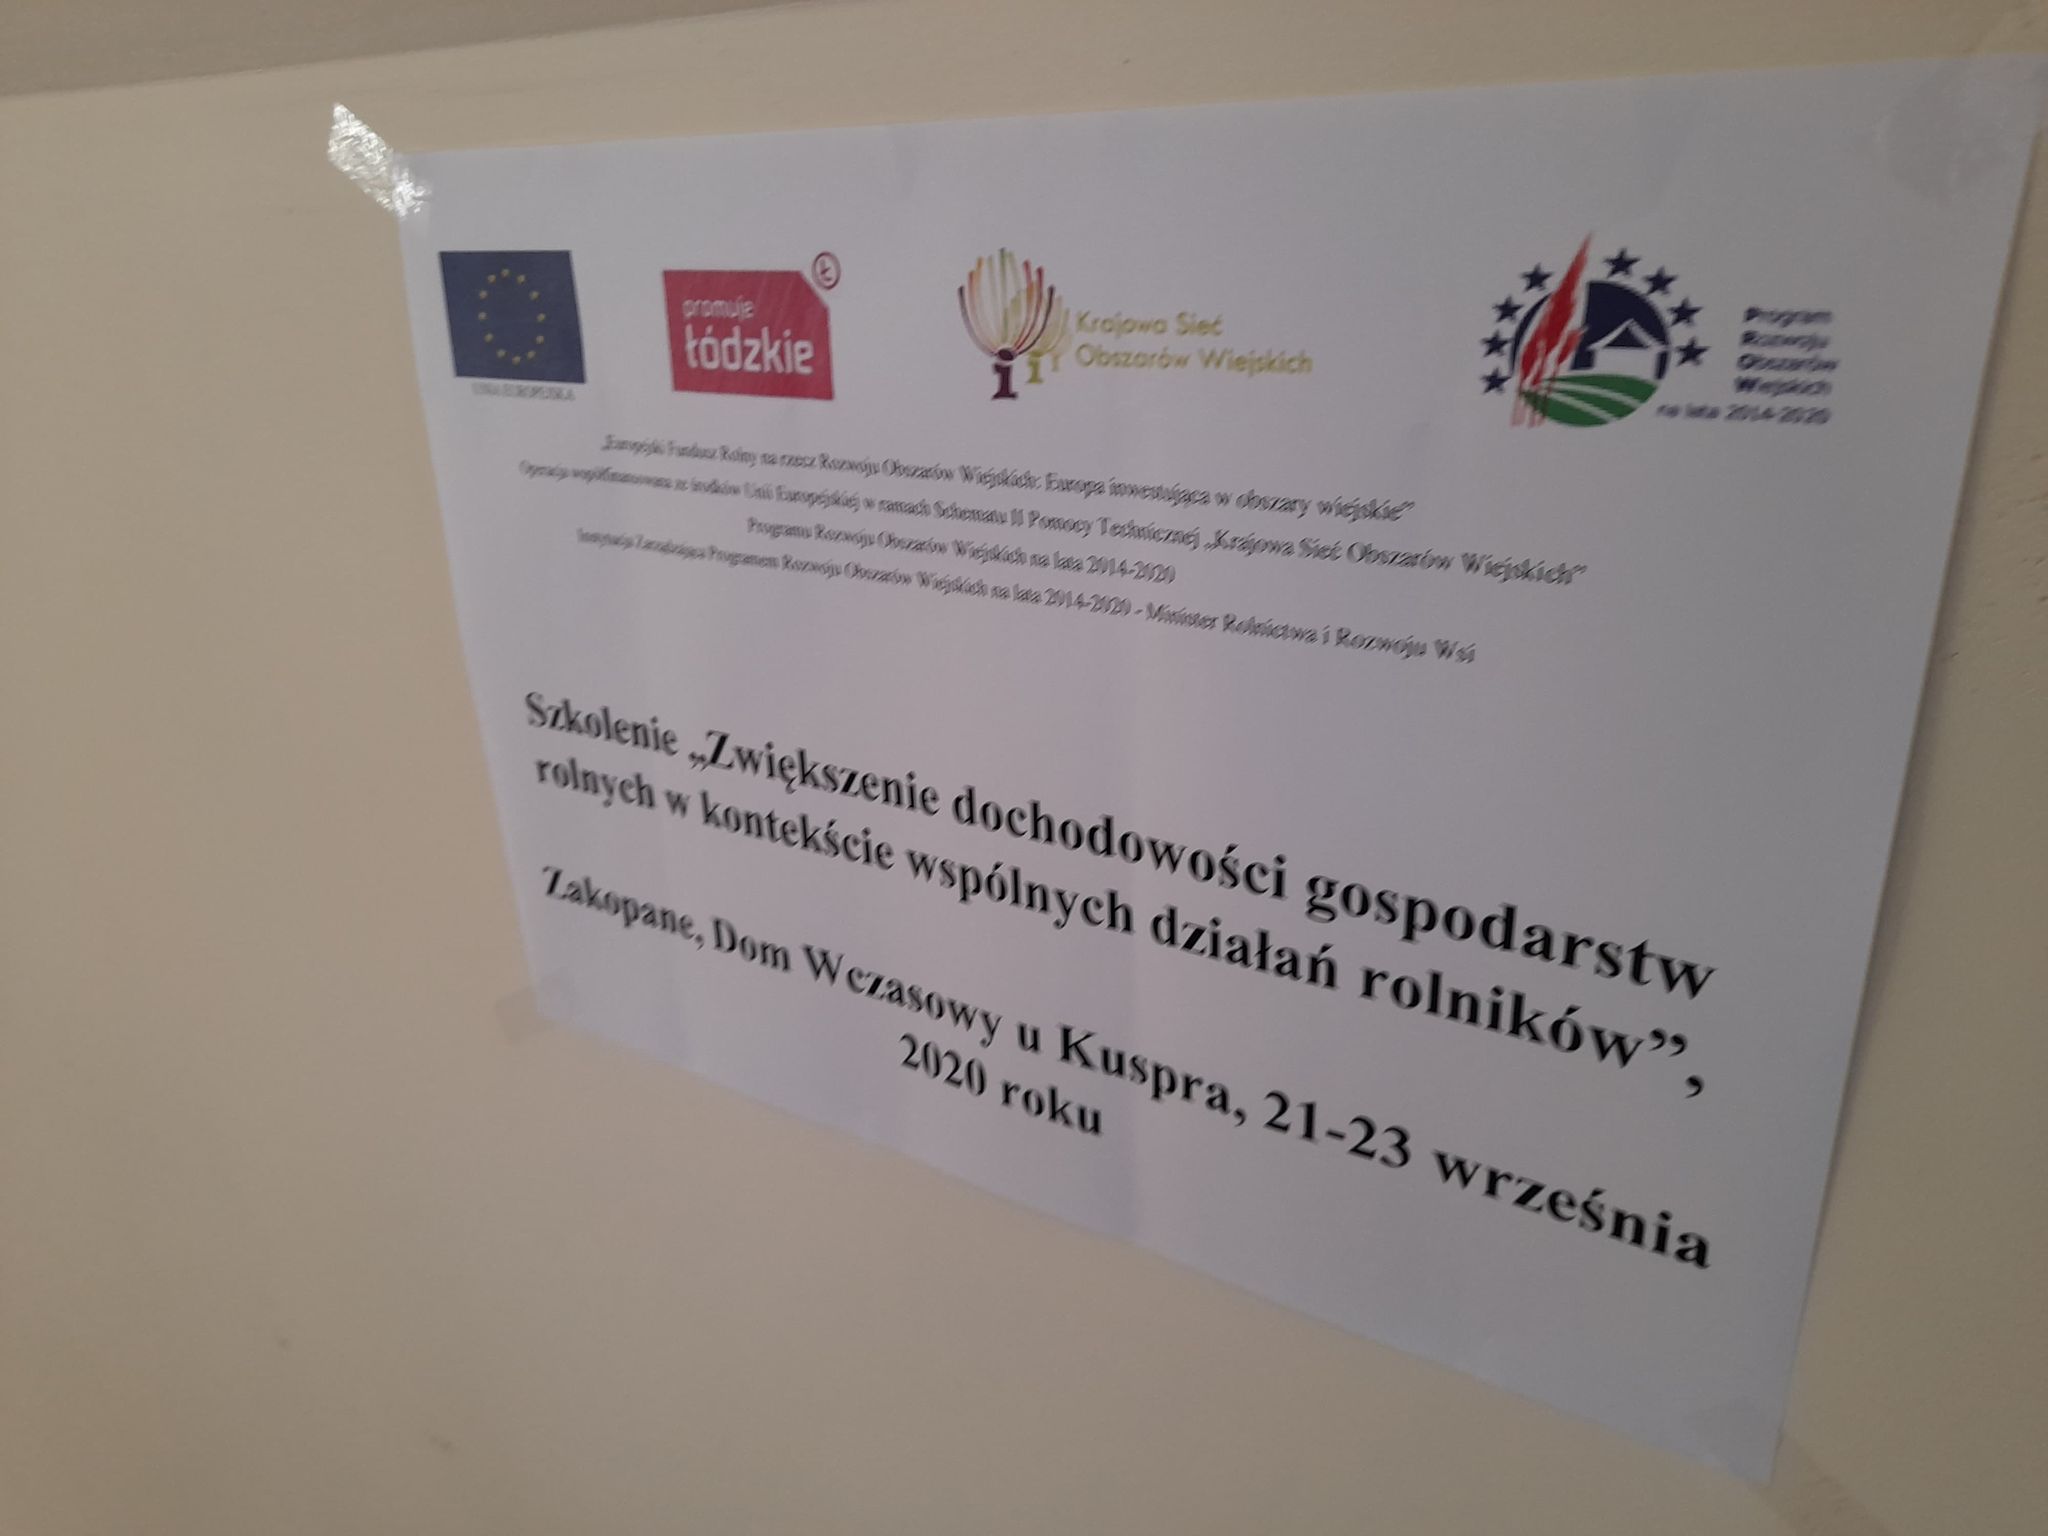 UNIA EUROPEJSKA
promuje
łódzkie
Ł
Krajowa Sieć
Obszarów Wiejskich
Program
Rozwoju
Obszarów
Wiejskich
na lata 2014-2020
„Europejski Fundusz Rolny na rzecz Rozwoju Obszarów Wiejskich: Europa inwestująca w obszary wiejskie”
Operacja współfinansowana ze środków Unii Europejskiej w ramach Schematu II Pomocy Technicznej „Krajowa Sieć Obszarów Wiejskich”
Programu Rozwoju Obszarów Wiejskich na lata 2014-2020
Instytucja Zarządzająca Programem Rozwoju Obszarów Wiejskich na lata 2014-2020 - Minister Rolnictwa i Rozwoju Wsi
Szkolenie „Zwiększenie dochodowości gospodarstw
rolnych w kontekście wspólnych działań rolników”,
Zakopane, Dom Wczasowy u Kuspra, 21-23 września
2020 roku